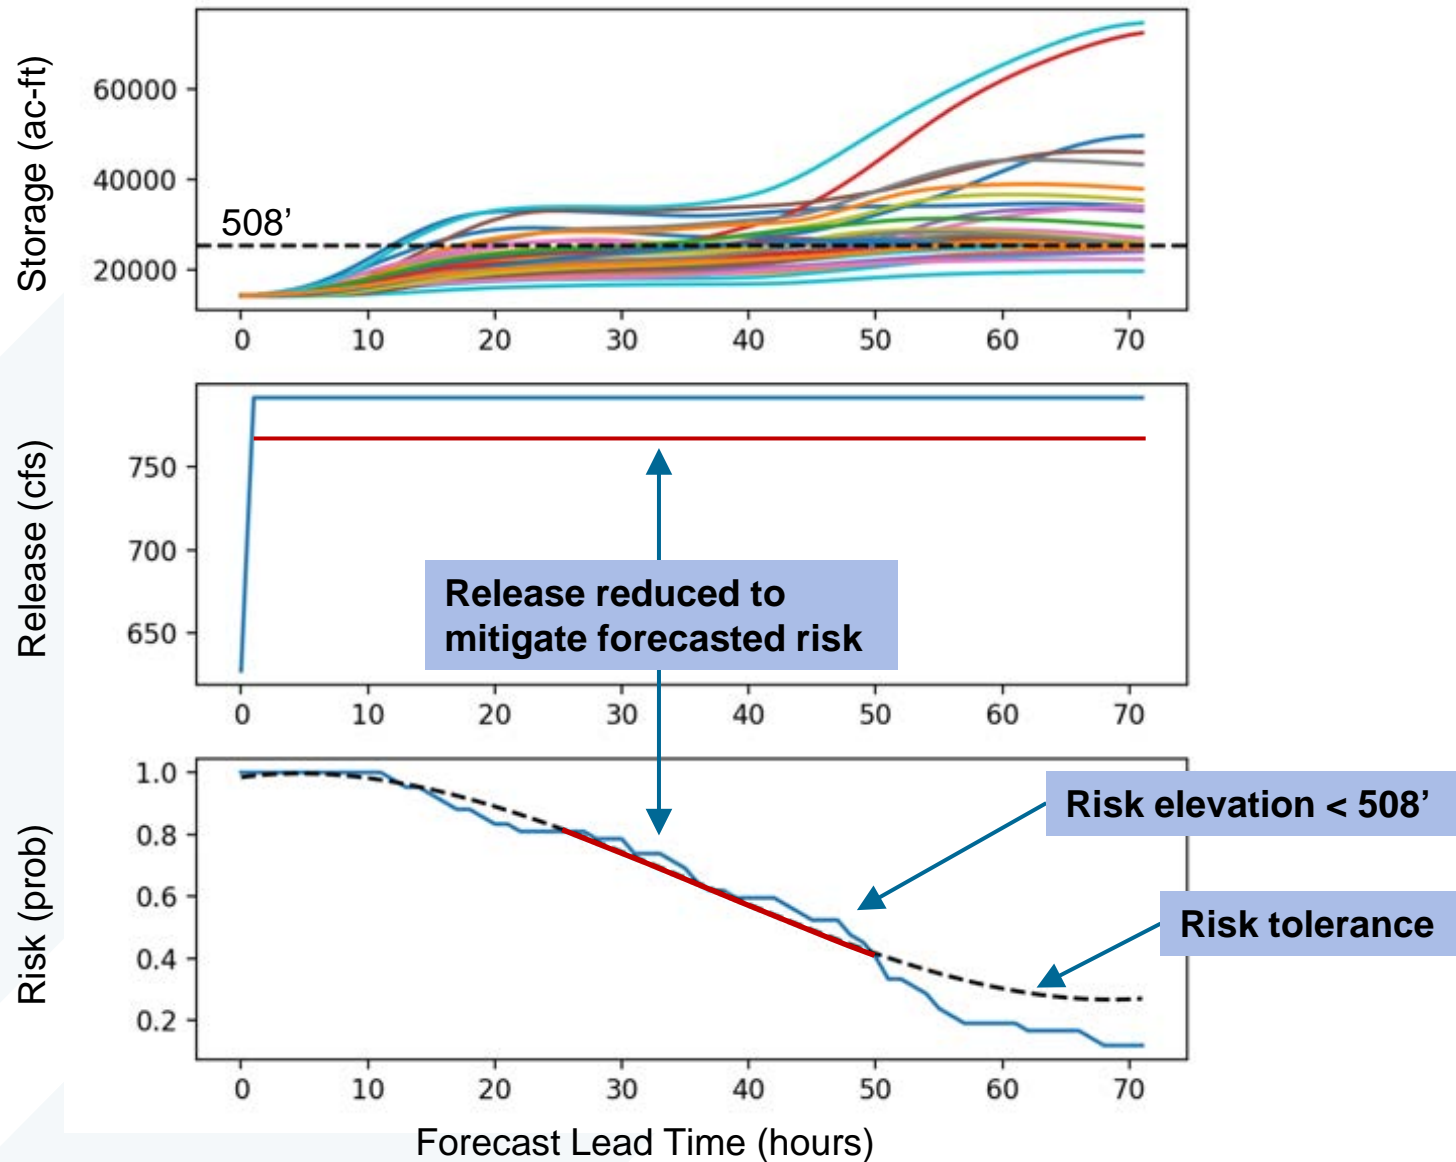 Storage (ac-ft)
60000
40000
20000
508’
0 10 20 30 40 50 60 70
Release (cfs)
750
700
650
Release reduced to
mitigate forecasted risk
0 10 20 30 40 50 60 70
Risk (prob)
1.0
0.8
0.6
0.4
0.2
Risk elevation < 508’
Risk tolerance
0 10 20 30 40 50 60 70
Forecast Lead Time (hours)